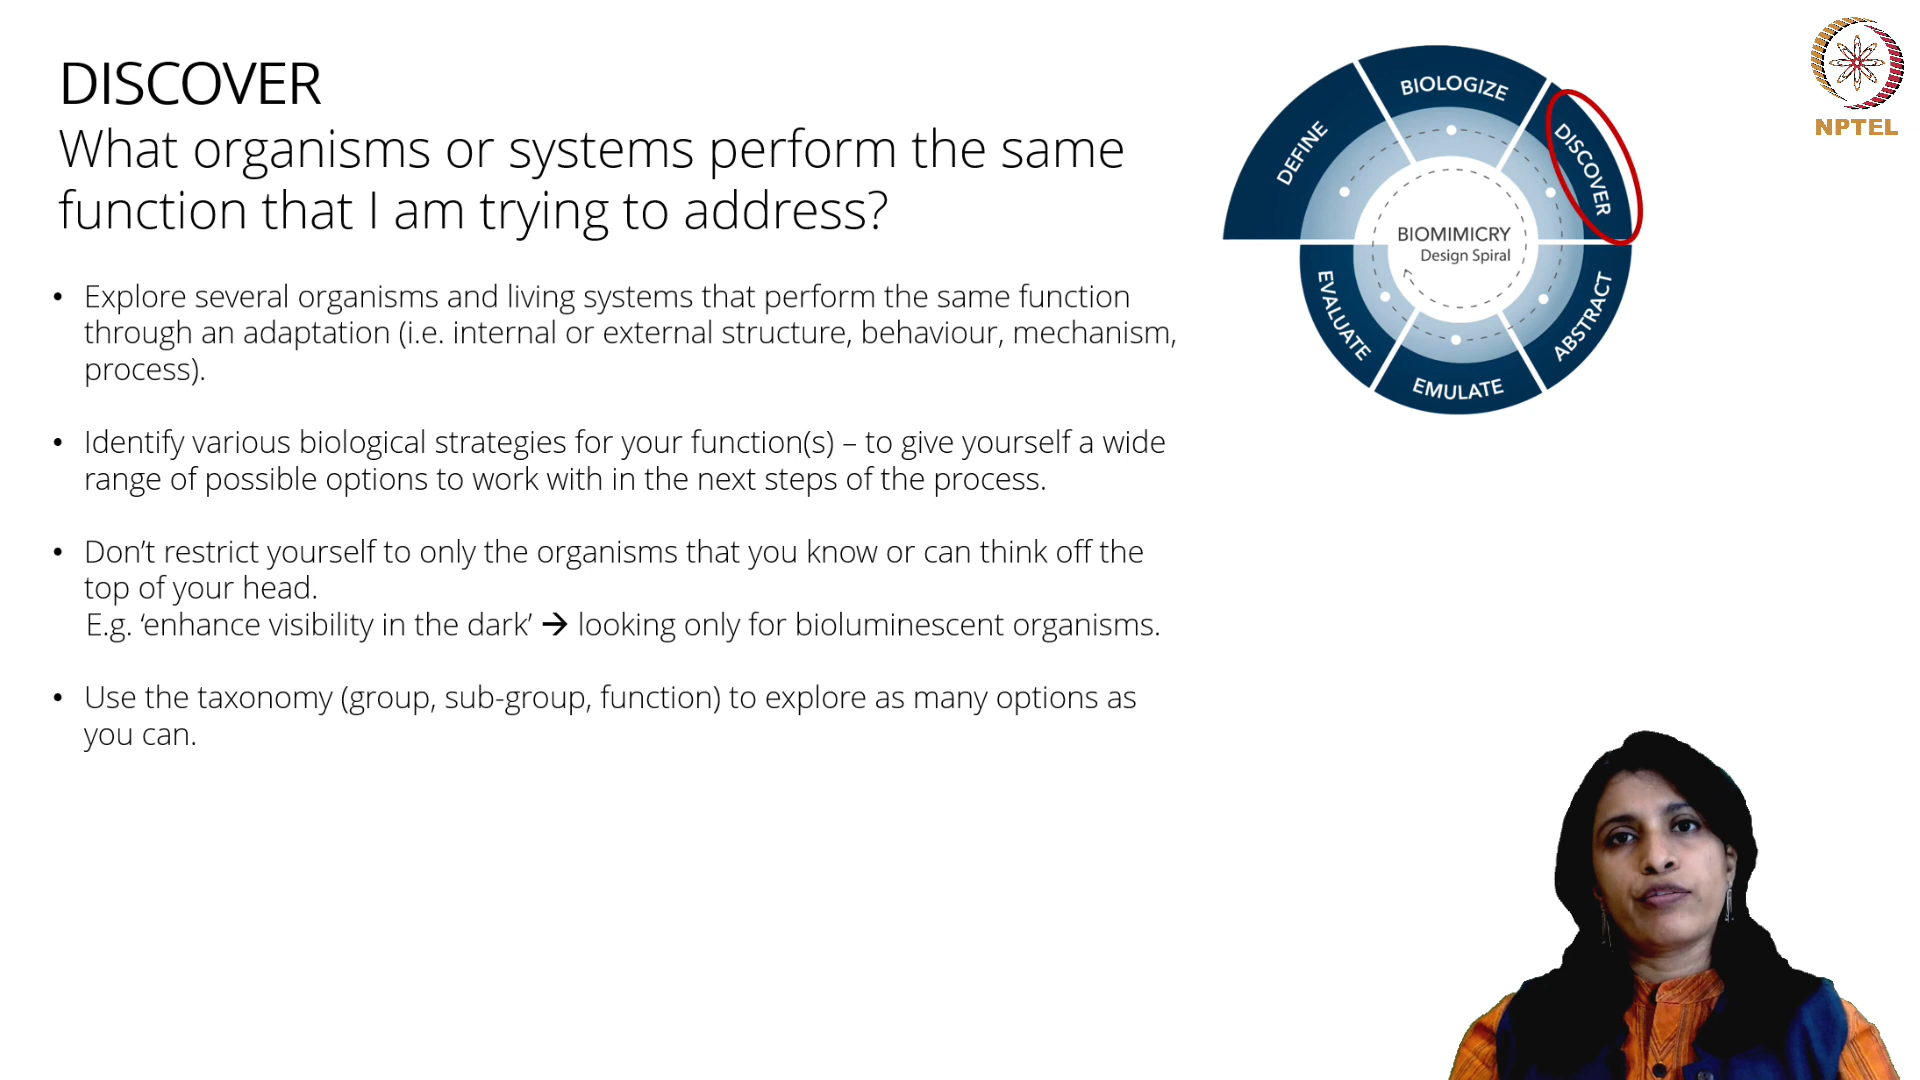 DISCOVER
What organisms or systems perform the same
function that I am trying to address?
• Explore several organisms and living systems that perform the same function
through an adaptation (i.e. internal or external structure, behaviour, mechanism,
process).
• Identify various biological strategies for your function(s) – to give yourself a wide
range of possible options to work with in the next steps of the process.
• Don’t restrict yourself to only the organisms that you know or can think off the
top of your head.
E.g. ‘enhance visibility in the dark’ → looking only for bioluminescent organisms.
• Use the taxonomy (group, sub-group, function) to explore as many options as
you can.
DEFINE
BIOLOGIZE
DISCOVER
ABSTRACT
EMULATE
EVALUATE
BIOMIMICRY
Design Spiral
NPTEL